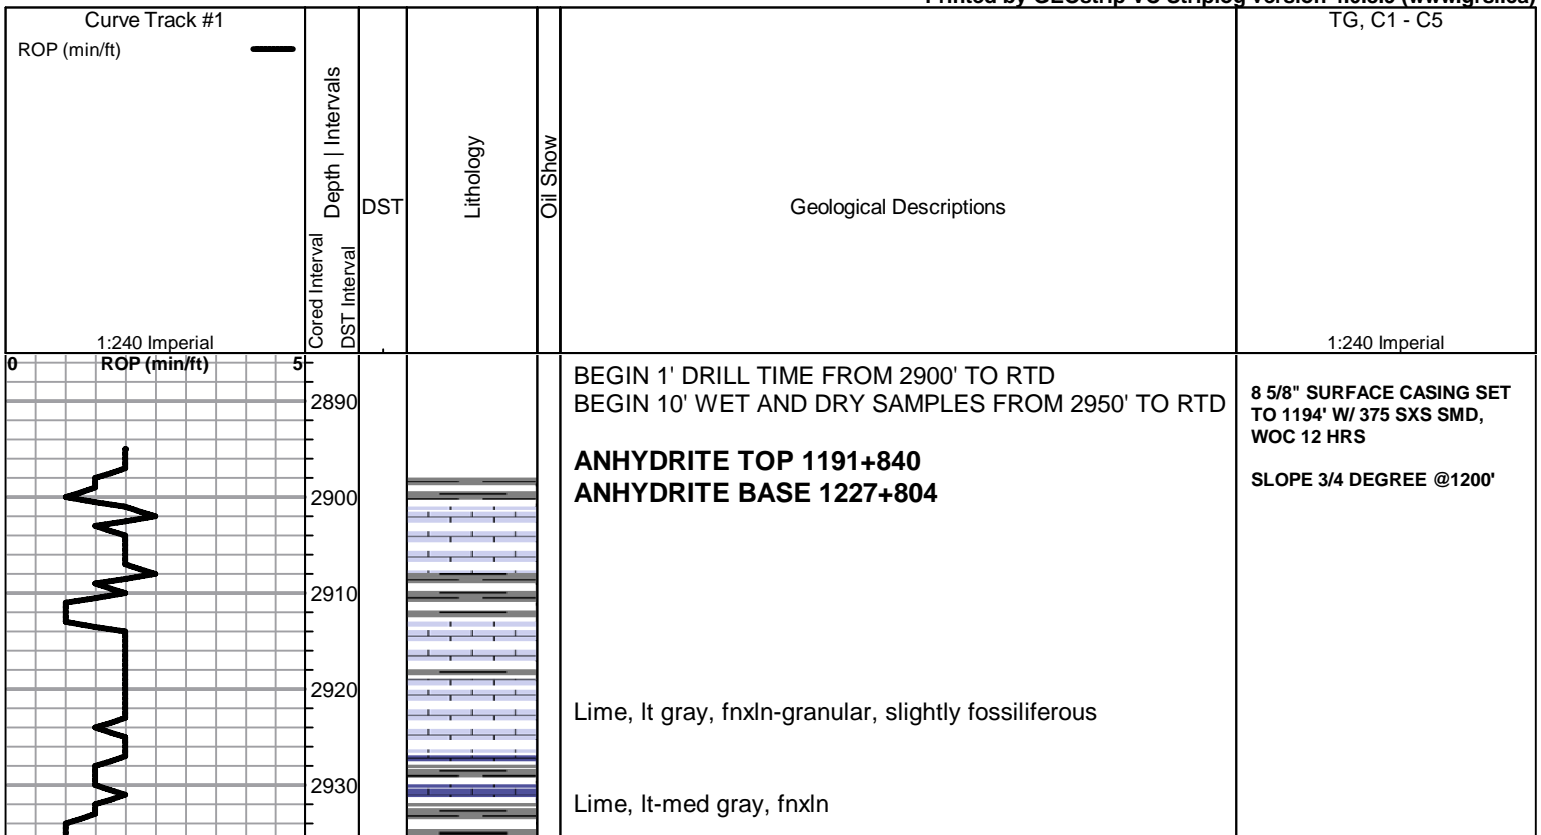 Curve Track #1
ROP (min/ft)
1:240 Imperial
Depth | Intervals
Cored Interval
DST Interval
DST
Lithology
Oil Show
Geological Descriptions
TG, C1 - C5
1:240 Imperial
0 ROP (min/ft) 5
2890
2900
2910
2920
2930
BEGIN 1' DRILL TIME FROM 2900' TO RTD
BEGIN 10' WET AND DRY SAMPLES FROM 2950' TO RTD
ANHYDRITE TOP 1191+840
ANHYDRITE BASE 1227+804
Lime, lt gray, fnxln-granular, slightly fossiliferous
Lime, lt-med gray, fnxln
8 5/8" SURFACE CASING SET
TO 1194' W/ 375 SXS SMD,
WOC 12 HRS
SLOPE 3/4 DEGREE @1200'